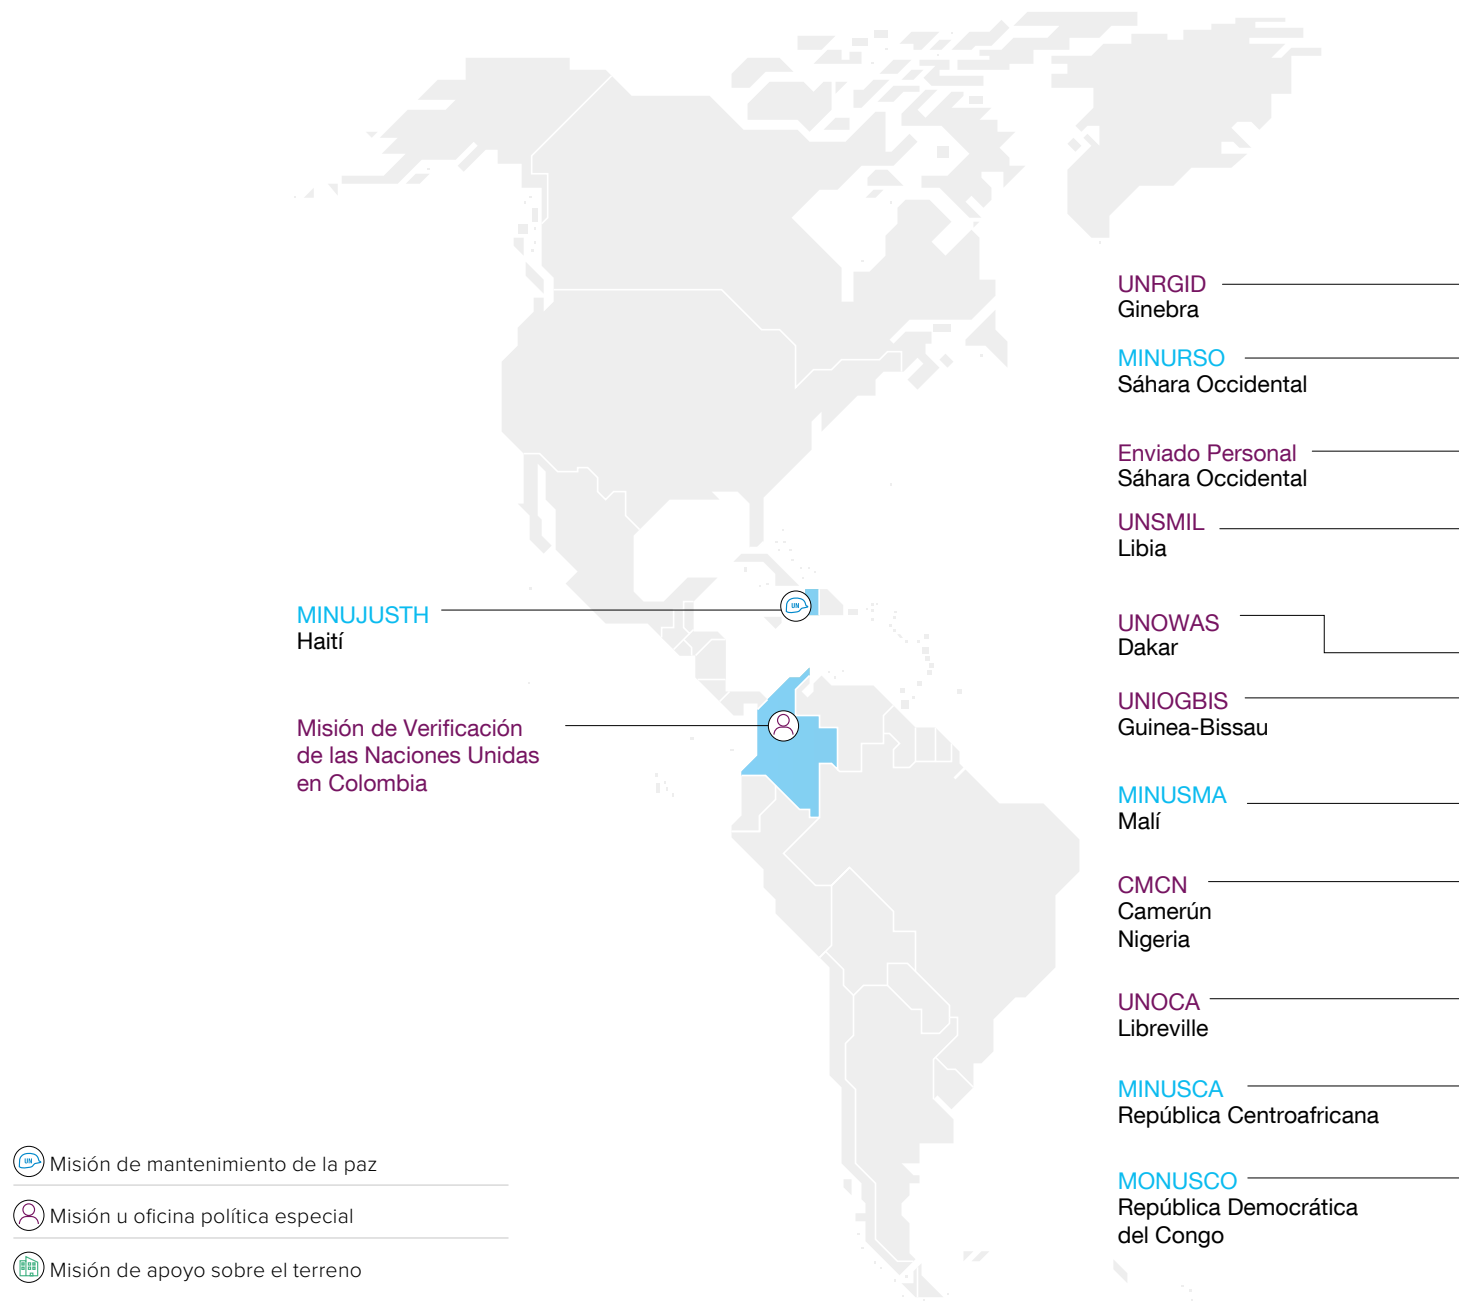 UNRGID
Ginebra
MINURSO
Sáhara Occidental
Enviado Personal
Sáhara Occidental
UNSMIL
Libia
MINUJUSTH
Haití
UN
UNOWAS
Dakar
UNIOGBIS
Guinea-Bissau
Misión de Verificación
de las Naciones Unidas
en Colombia
MINUSMA
Malí
CMCN
Camerún
Nigeria
UNOCA
Libreville
MINUSCA
República Centroafricana
MONUSCO
República Democrática
del Congo
UN
Misión de mantenimiento de la paz
Misión u oficina política especial
Misión de apoyo sobre el terreno